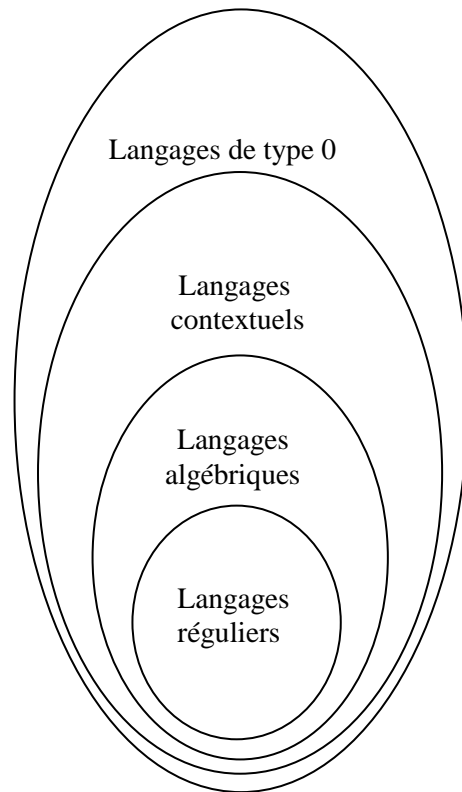 Langages de type 0
Langages
contextuels
Langages
algébriques
Langages
réguliers